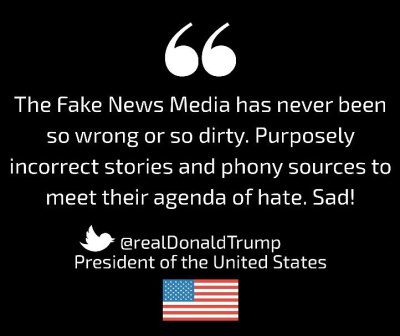 The Fake News Media has never been
so wrong or so dirty. Purposely
incorrect stories and phony sources to
meet their agenda of hate. Sad!
@realDonaldTrump
President of the United States